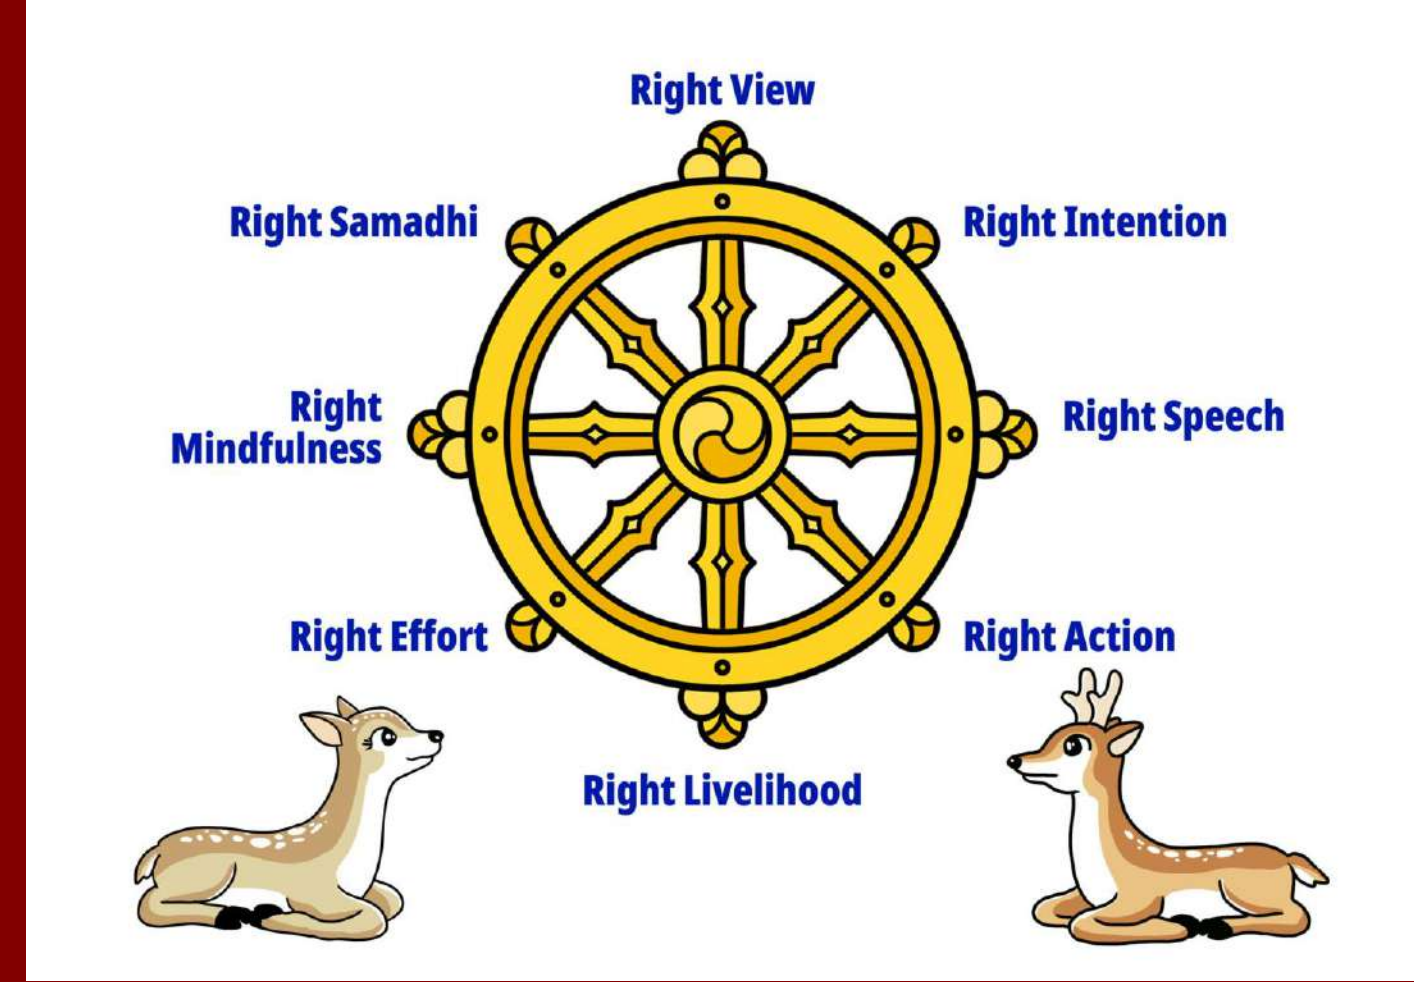 Right View
Right Samadhi
Right Intention
Right
Mindfulness
Right Speech
Right Effort
Right Action
Right Livelihood